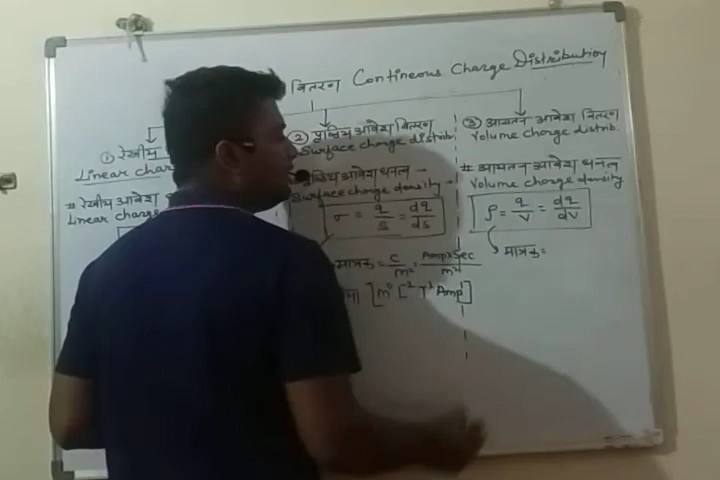 वितरण Contineous Charge Distribution
① रेखीय
Linear char
# रेखीय आवेश
Linear charge
② पृष्ठीय आवेश वितरण
Surface charge distrib.
पृष्ठीय आवेश घनत्व -
Surface charge density -
σ = q/S = dq/ds
मात्रक = C/m² = Amp×Sec/m²
[M⁰ L⁻² T¹ Amp¹]
③ आयतन आवेश वितरण
Volume charge distrib.
# आयतन आवेश घनत्व
Volume charge density
ρ = q/V = dq/dV
मात्रक =